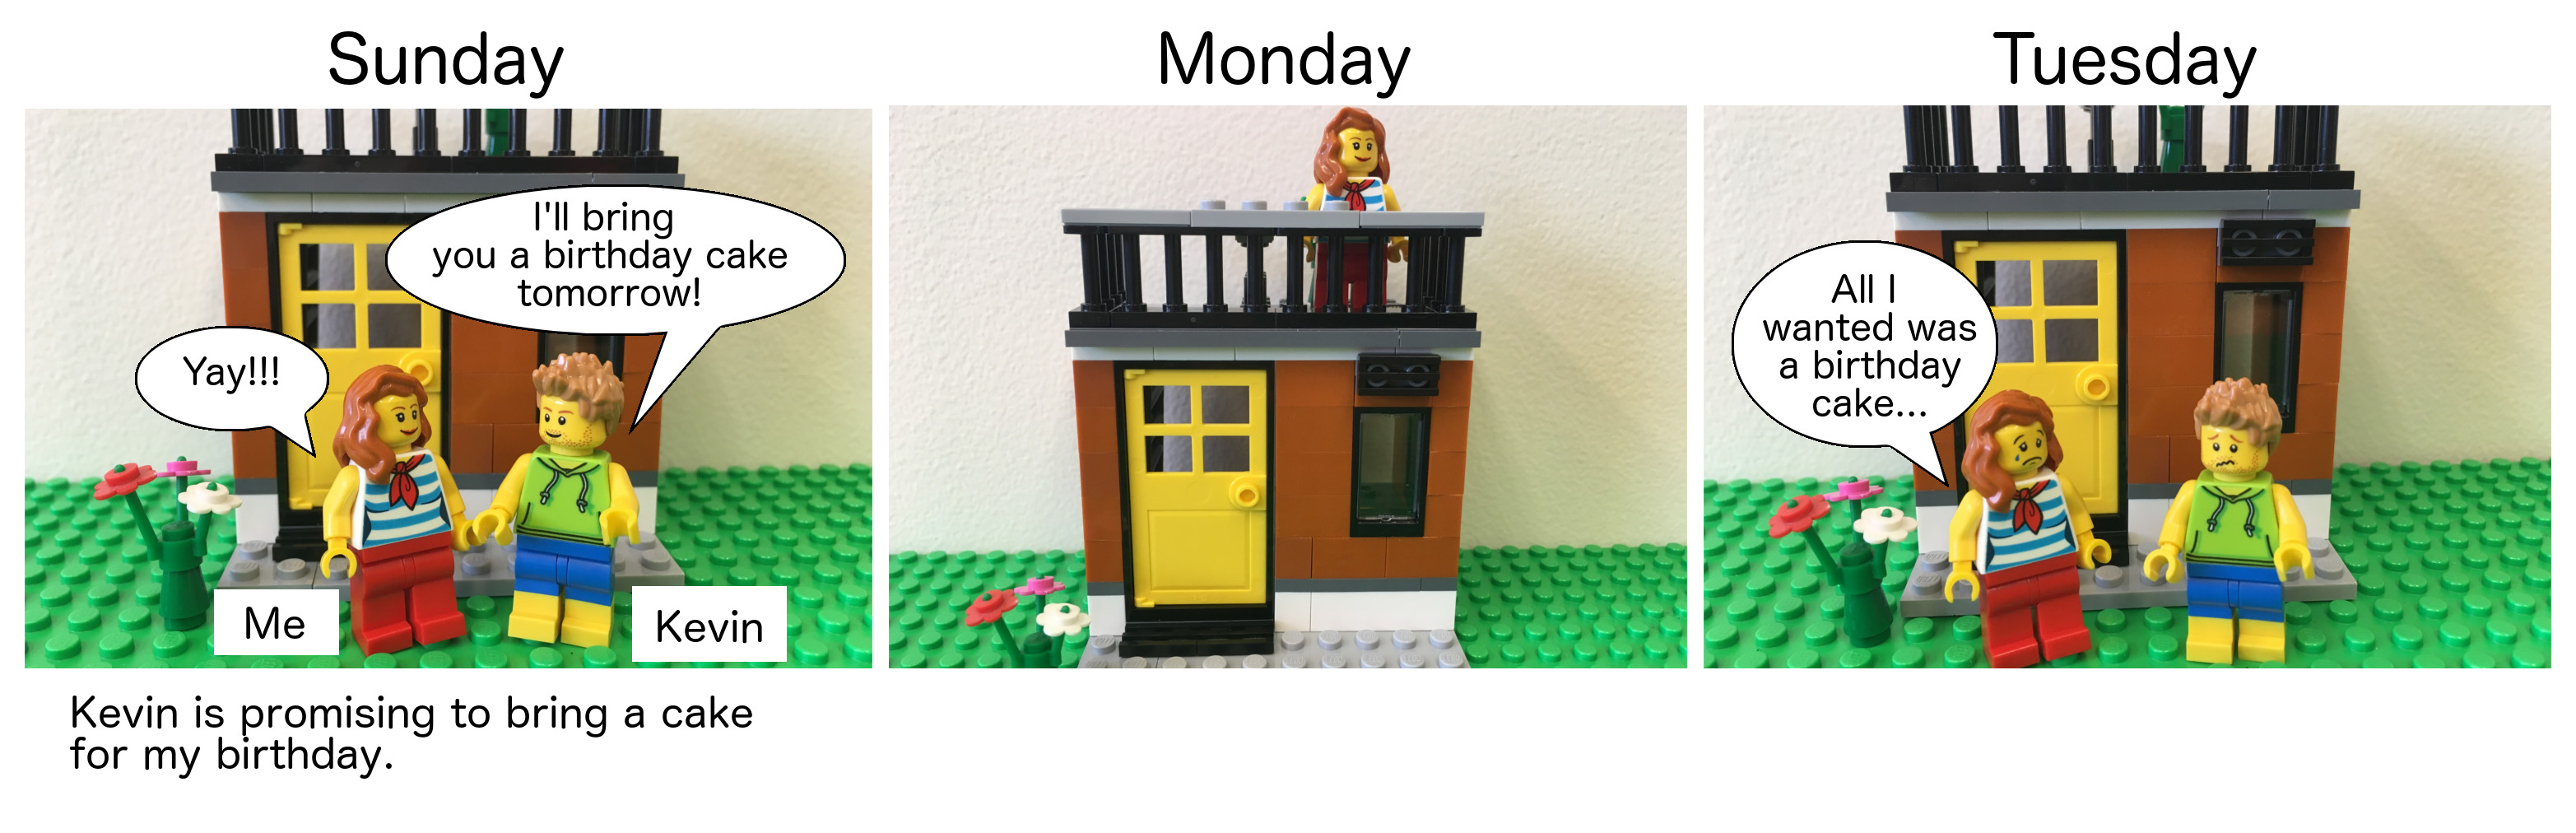 Sunday
Monday
Tuesday
I'll bring
you a birthday cake
tomorrow!
Yay!!!
Me
Kevin
All I
wanted was
a birthday
cake...
Kevin is promising to bring a cake
for my birthday.